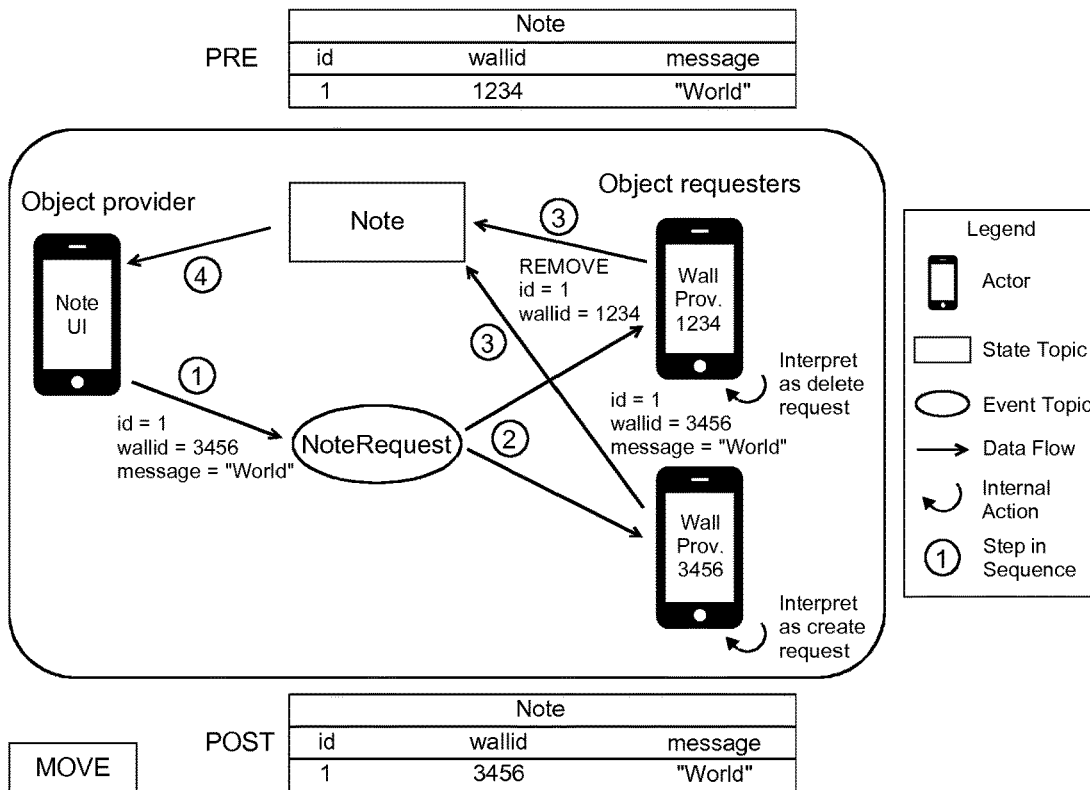 Note
PRE
id wallid message
1 1234 "World"
Object provider
Object requesters
Note
3
4
Note
UI
REMOVE
id = 1
wallid = 1234
Wall
Prov.
1234
3
1
Interpret
as delete
request
id = 1
wallid = 3456
message = "World"
NoteRequest
2
id = 1
wallid = 3456
message = "World"
Wall
Prov.
3456
Interpret
as create
request
Legend
Actor
State Topic
Event Topic
Data Flow
Internal
Action
1
Step in
Sequence
Note
POST
id wallid message
1 3456 "World"
MOVE